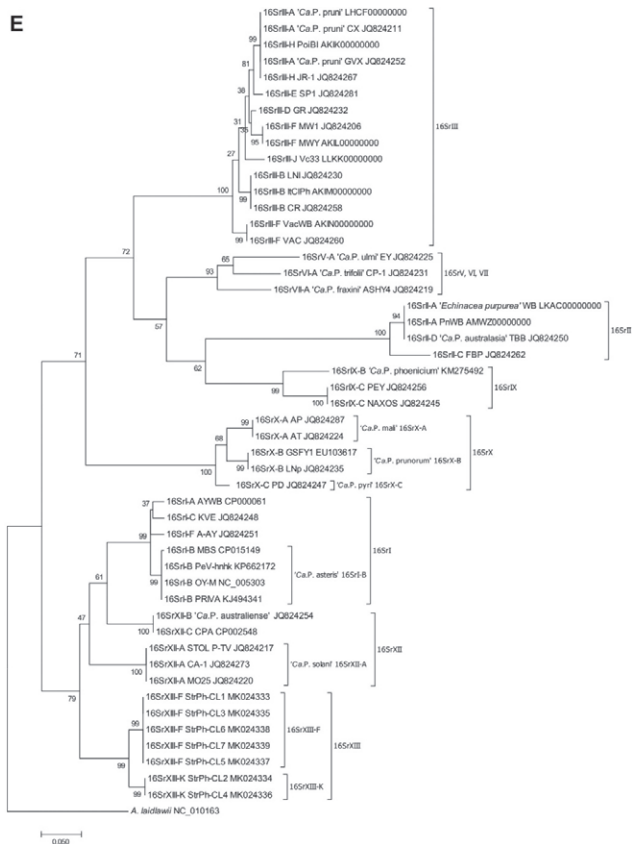 E
16SrIII-A 'Ca.P. pruni' LHCF00000000
16SrIII-A 'Ca.P. pruni' CX JQ824211
99
16SrIII-H PoiBI AKIK00000000
81
16SrIII-A 'Ca.P. pruni' GVX JQ824252
16SrIII-H JR-1 JQ824267
38
16SrIII-E SP1 JQ824281
16SrIII-D GR JQ824232
31
35
16SrIII-F MW1 JQ824206
16SrIII
95
16SrIII-F MWY AKIL00000000
27
16SrIII-J Vc33 LLKK00000000
16SrIII-B LNI JQ824230
100
16SrIII-B ItClPh AKIM00000000
99
16SrIII-B CR JQ824258
16SrIII-F VacWB AKIN00000000
99
16SrIII-F VAC JQ824260
72
65
16SrV-A 'Ca.P. ulmi' EY JQ824225
93
16SrVI-A 'Ca.P. trifolii' CP-1 JQ824231
16SrV, VI, VII
16SrVII-A 'Ca.P. fraxini' ASHY4 JQ824219
16SrII-A 'Echinacea purpurea' WB LKAC00000000
94
57
16SrII-A PnWB AMWZ00000000
16SrII
100
16SrII-D 'Ca.P. australasia' TBB JQ824250
16SrII-C FBP JQ824262
71
62
16SrIX-B 'Ca.P. phoenicium' KM275492
99
16SrIX-C PEY JQ824256
16SrIX
100
16SrIX-C NAXOS JQ824245
99
16SrX-A AP JQ824287
'Ca.P. mali' 16SrX-A
16SrX-A AT JQ824224
68
16SrX-B GSFY1 EU103617
16SrX
'Ca.P. prunorum' 16SrX-B
99
16SrX-B LNp JQ824235
100
16SrX-C PD JQ824247
'Ca.P. pyri' 16SrX-C
37
16SrI-A AYWB CP000061
16SrI-C KVE JQ824248
99
16SrI-F A-AY JQ824251
16SrI
16SrI-B MBS CP015149
61
16SrI-B PeV-hnhk KP662172
'Ca.P. asteris' 16SrI-B
99
16SrI-B OY-M NC_005303
16SrI-B PRIVA KJ494341
47
16SrXII-B 'Ca.P. australiense' JQ824254
100
16SrXII-C CPA CP002548
16SrXII
16SrXII-A STOL P-TV JQ824217
16SrXII-A CA-1 JQ824273
'Ca.P. solani' 16SrXII-A
100
16SrXII-A MO25 JQ824220
79
16SrXIII-F StrPh-CL1 MK024333
16SrXIII-F StrPh-CL3 MK024335
99
16SrXIII-F StrPh-CL6 MK024338
16SrXIII-F
16SrXIII-F StrPh-CL7 MK024339
16SrXIII
99
16SrXIII-F StrPh-CL5 MK024337
16SrXIII-K StrPh-CL2 MK024334
16SrXIII-K
99
16SrXIII-K StrPh-CL4 MK024336
A. laidlawii NC_010163
0.050